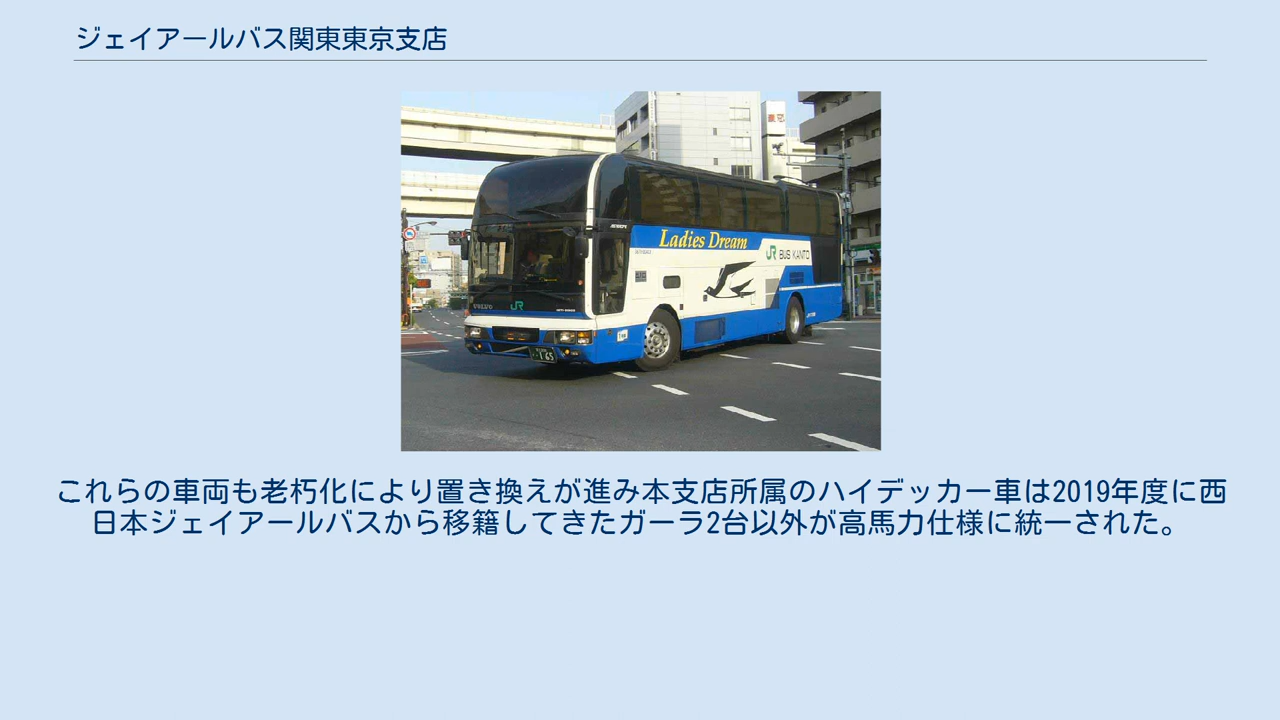 ジェイアールバス関東東京支店
Ladies Dream
JR BUS KANTO
JR
165
これらの車両も老朽化により置き換えが進み本支店所属のハイデッカー車は2019年度に西
日本ジェイアールバスから移籍してきたガーラ2台以外が高馬力仕様に統一された。